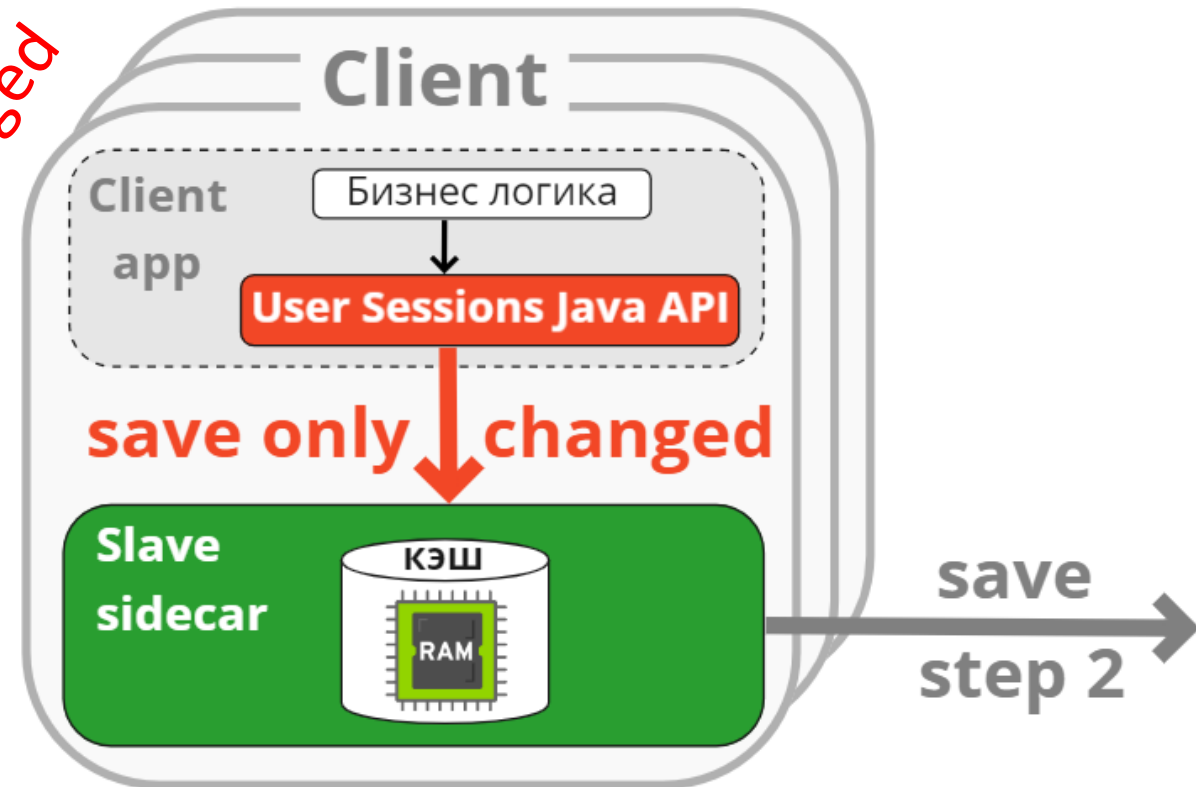 Client
Client
app
Бизнес логика
User Sessions Java API
save only changed
Slave
sidecar
КЭШ
RAM
save
step 2